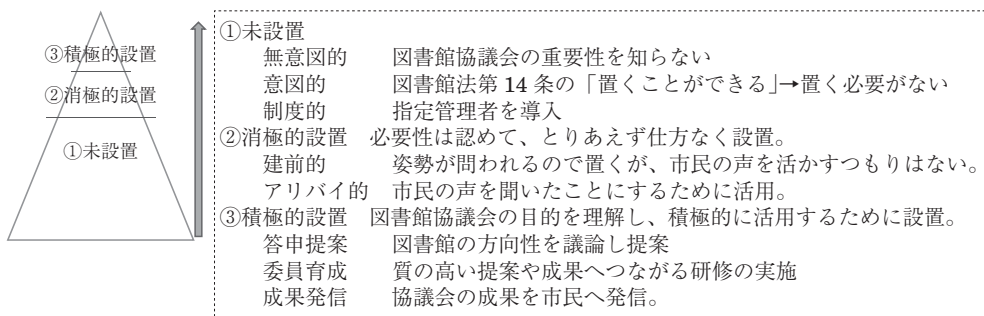 ③積極的設置
②消極的設置
①未設置
①未設置
無意図的 図書館協議会の重要性を知らない
意図的 図書館法第 14 条の「置くことができる」→置く必要がない
制度的 指定管理者を導入
②消極的設置 必要性は認めて、とりあえず仕方なく設置。
建前的 姿勢が問われるので置くが、市民の声を活かすつもりはない。
アリバイ的 市民の声を聞いたことにするために活用。
③積極的設置 図書館協議会の目的を理解し、積極的に活用するために設置。
答申提案 図書館の方向性を議論し提案
委員育成 質の高い提案や成果へつながる研修の実施
成果発信 協議会の成果を市民へ発信。